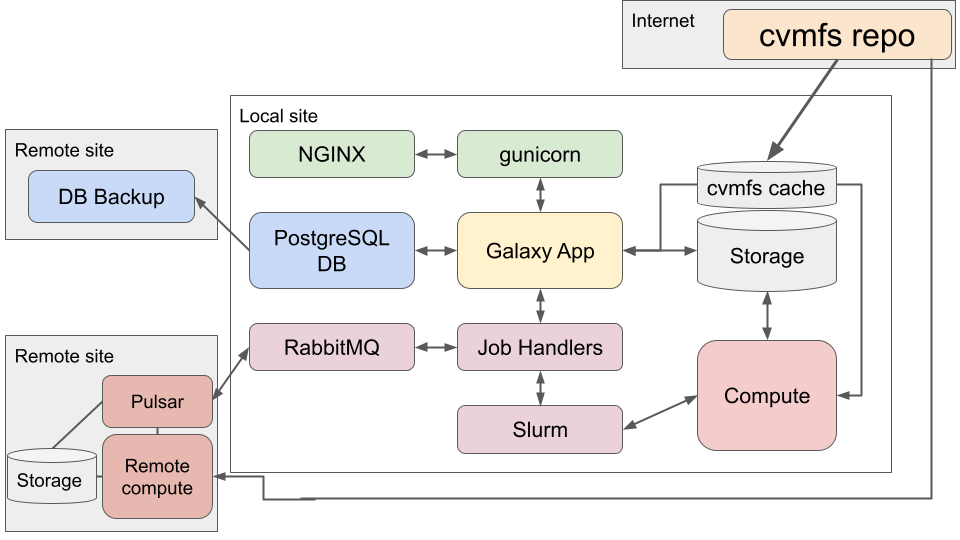 Internet
cvmfs repo
Local site
NGINX
gunicorn
cvmfs cache
Remote site
DB Backup
PostgreSQL
DB
Galaxy App
Storage
RabbitMQ
Job Handlers
Compute
Slurm
Remote site
Pulsar
Storage
Remote
compute